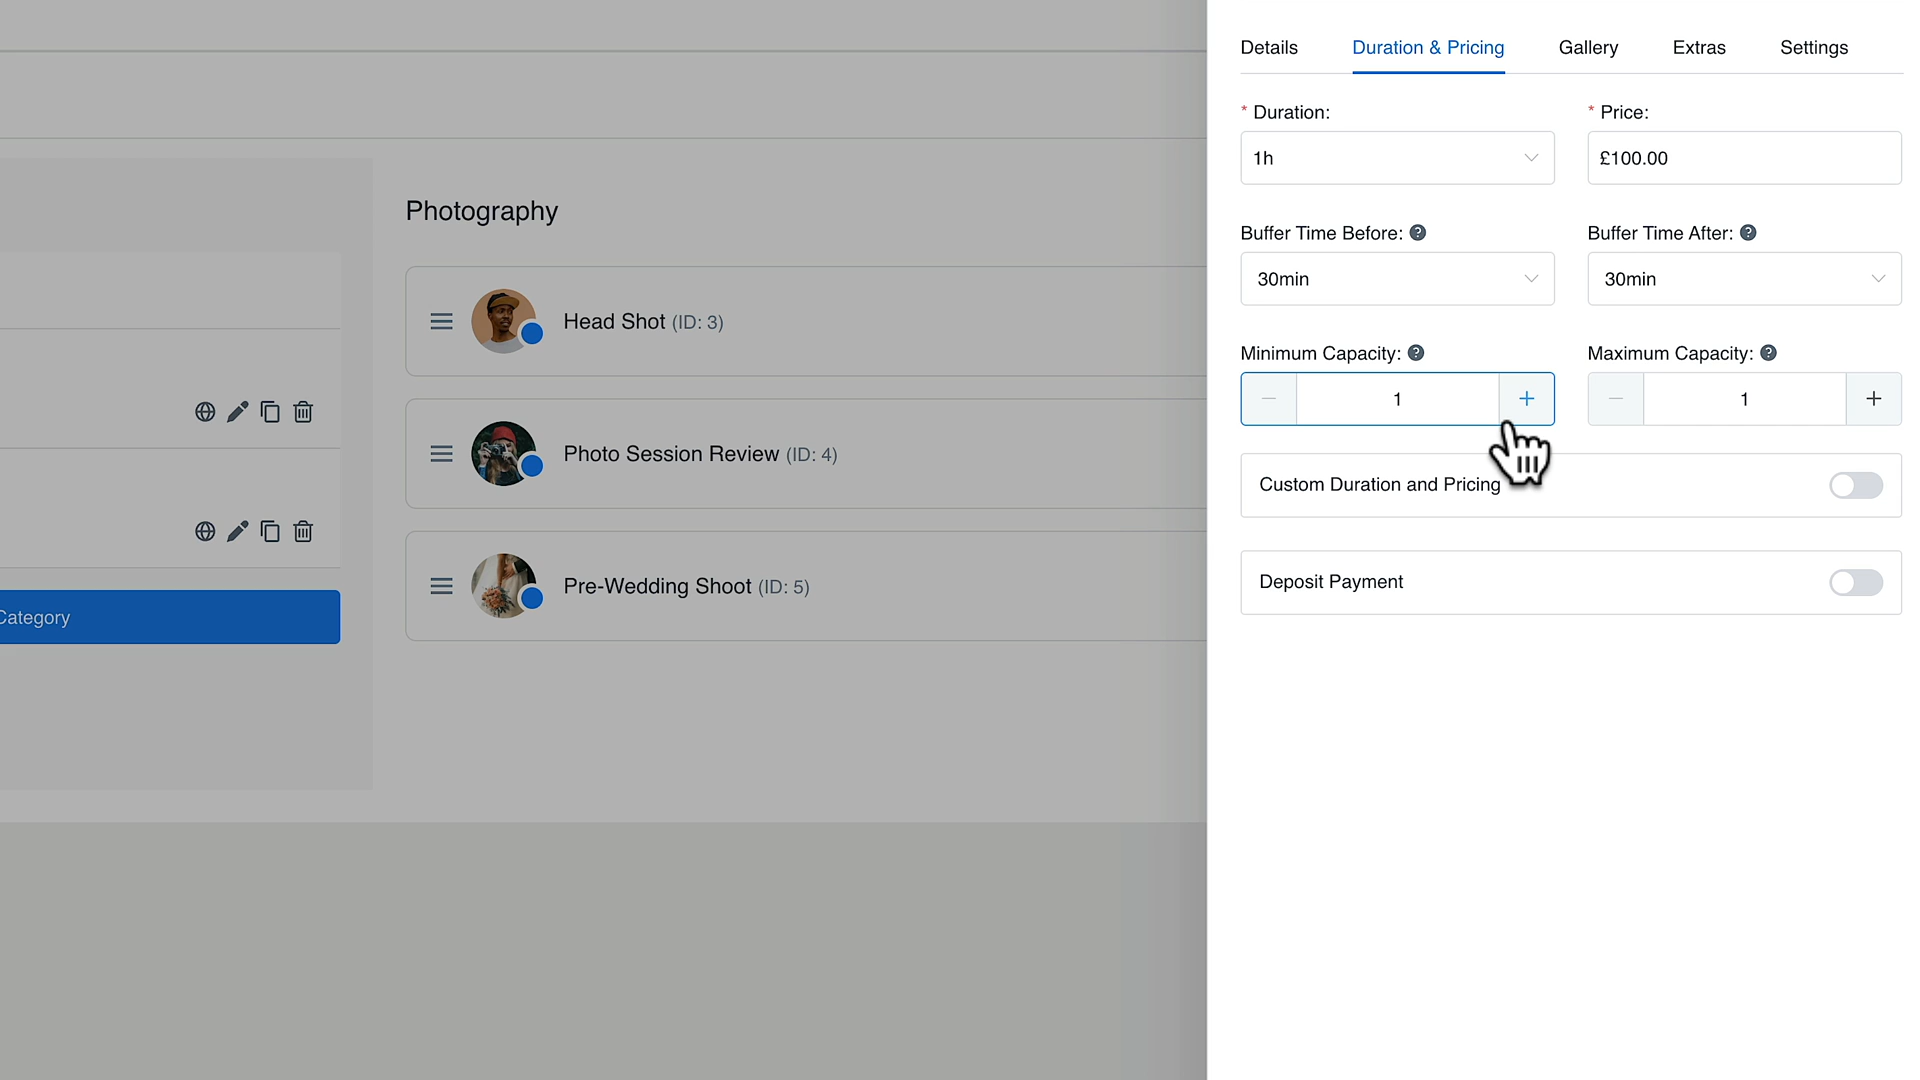 Details Duration & Pricing Gallery Extras Settings
* Duration: * Price:
1h £100.00
Buffer Time Before: Buffer Time After:
30min 30min
Minimum Capacity: Maximum Capacity:
1 1
Custom Duration and Pricing
Deposit Payment
Photography
Head Shot (ID: 3)
Photo Session Review (ID: 4)
Pre-Wedding Shoot (ID: 5)
Category